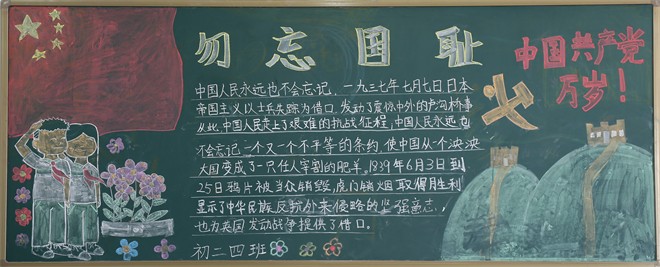 勿忘国耻
中国共产党
万岁！
中国人民永远也不会忘记，一九三七年七月七日，日本
帝国主义以士兵失踪为借口，发动了震惊中外的卢沟桥事
从此，中国人民走上了艰难的抗战征程，中国人民永远也
不会忘记一个又一个不平等的条约，使中国从一个泱泱
大国变成了一只任人宰割的肥羊。1839年6月3日到
25日鸦片被当众销毁，虎门销烟取得胜利
显示了中华民族反抗外来侵略的坚强意志，
也为英国发动战争提供了借口。
初二四班